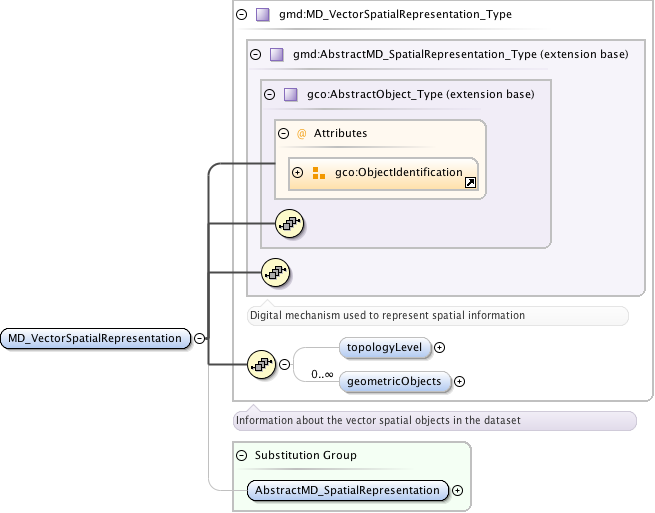 gmd:MD_VectorSpatialRepresentation_Type
gmd:AbstractMD_SpatialRepresentation_Type (extension base)
gco:AbstractObject_Type (extension base)
@ Attributes
gco:ObjectIdentification
Digital mechanism used to represent spatial information
MD_VectorSpatialRepresentation
topologyLevel
0..∞
geometricObjects
Information about the vector spatial objects in the dataset
Substitution Group
AbstractMD_SpatialRepresentation